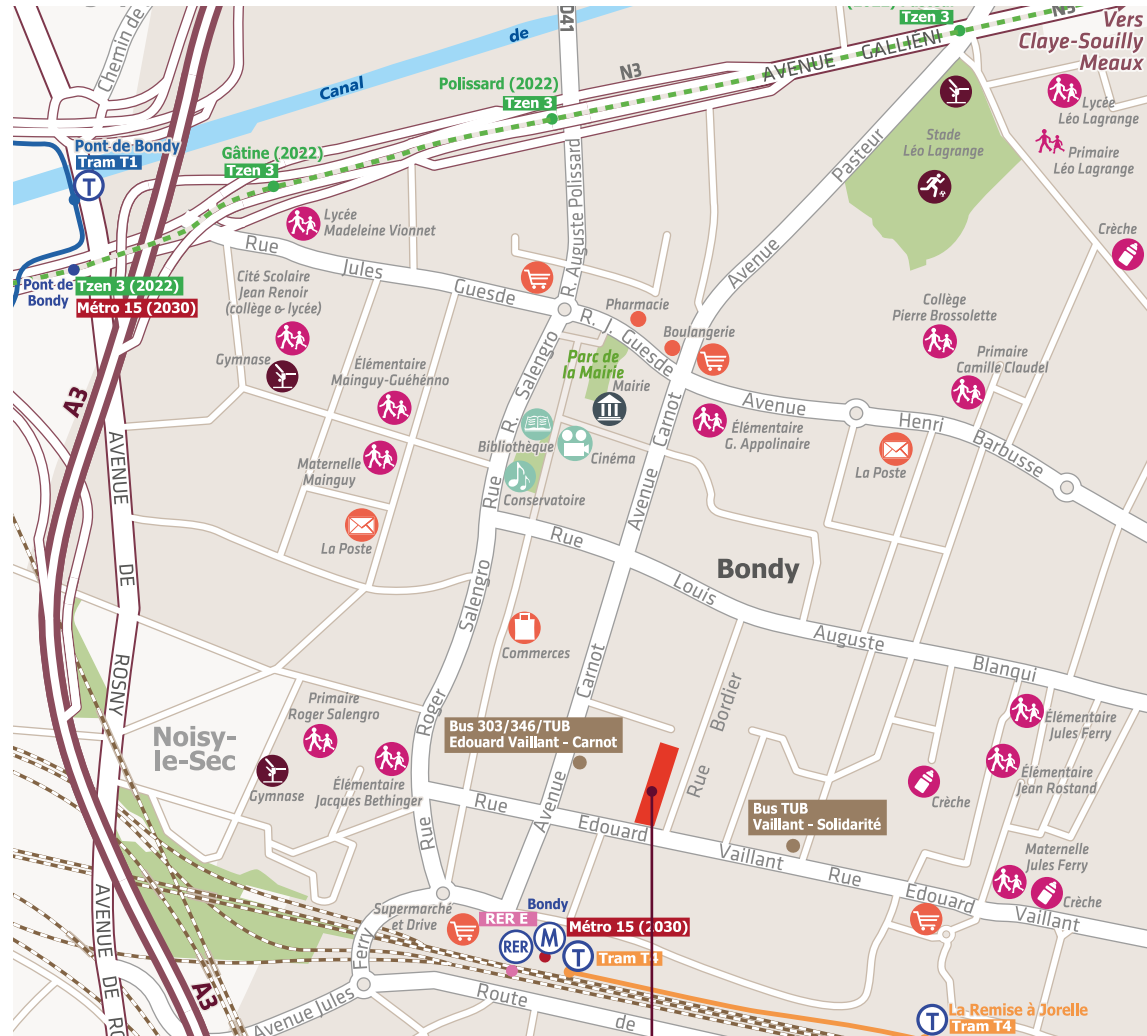 Chemin de
D41
de
Canal
N3
N3
Tzen 3
AVENUE GALLIENI
Vers
Claye-Souilly
Meaux
Polissard (2022)
Tzen 3
Pont de Bondy
Tram T1
T
Gâtine (2022)
Tzen 3
Lycée
Léo Lagrange
Primaire
Léo Lagrange
Stade
Léo Lagrange
Avenue Pasteur
R. Auguste Polissard
Lycée
Madeleine Vionnet
Crèche
Rue Jules Guesde
Pont de
Bondy
Tzen 3 (2022)
Métro 15 (2030)
Cité Scolaire
Jean Renoir
(collège & lycée)
Gymnase
Pharmacie
Boulangerie
R. J. Guesde
Collège
Pierre Brossolette
Primaire
Camille Claudel
Élémentaire
Mainguy-Guéhénno
Parc de
la Mairie
Mairie
A3
R. Salengro
Avenue Henri Barbusse
Élémentaire
G. Appolinaire
Bibliothèque
Cinéma
Maternelle
Mainguy
Conservatoire
La Poste
La Poste
Avenue Carnot
AVENUE DE ROSNY
Rue Roger Salengro
Rue Louis Auguste Blanqui
Bondy
Commerces
Carnot
Rue Bordier
Noisy-
le-Sec
Primaire
Roger Salengro
Gymnase
Élémentaire
Jacques Bethinger
Bus 303/346/TUB
Edouard Vaillant - Carnot
Avenue
Élémentaire
Jules Ferry
Élémentaire
Jean Rostand
Crèche
Bus TUB
Vaillant - Solidarité
Rue Edouard Vaillant
Rue Edouard Vaillant
Maternelle
Jules Ferry
Crèche
Rue
Supermarché
et Drive
Bondy
RER E
Métro 15 (2030)
RER
M
T
Tram T4
AVENUE DE RO
A3
Avenue Jules Ferry
Route de
T
La Remise à Jorelle
Tram T4